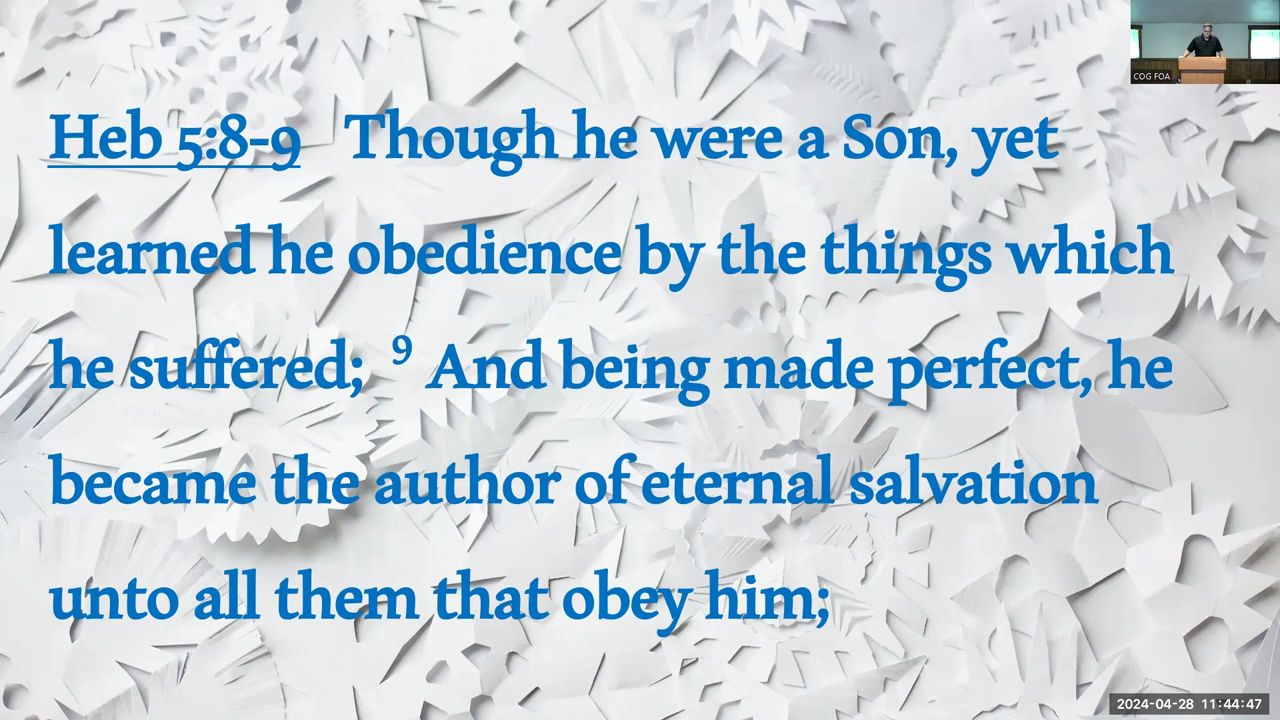 COG FOA
Heb 5:8-9 Though he were a Son, yet
learned he obedience by the things which
he suffered; ⁹ And being made perfect, he
became the author of eternal salvation
unto all them that obey him;
2024-04-28 11:44:47